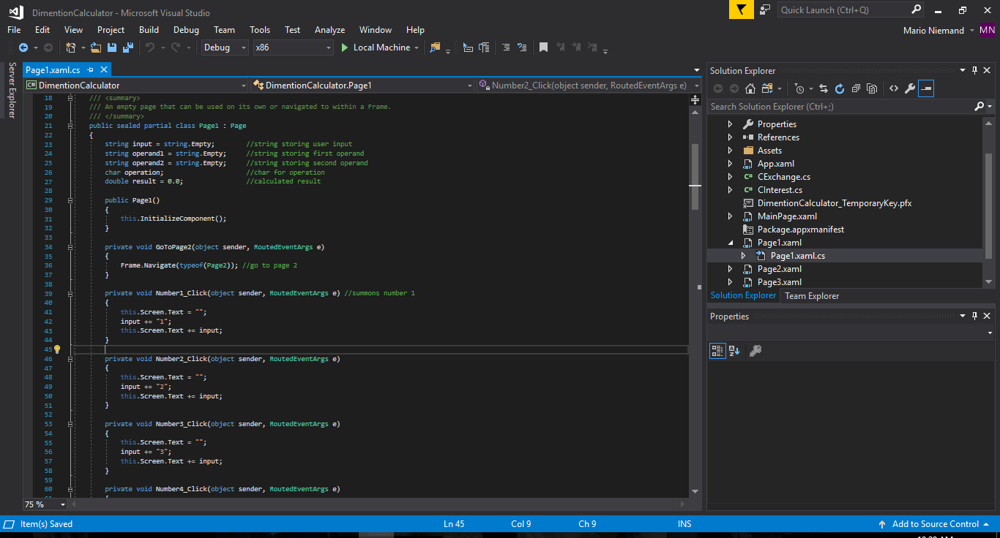 DimentionCalculator - Microsoft Visual Studio
Quick Launch (Ctrl+Q)
File Edit View Project Build Debug Team Tools Test Analyze Window Help
Mario Niemand MN
Debug x86 Local Machine
Server Explorer
Page1.xaml.cs
C# DimentionCalculator DimentionCalculator.Page1 Number2_Click(object sender, RoutedEventArgs e)
18 /// <summary>
19 /// An empty page that can be used on its own or navigated to within a Frame.
20 /// </summary>
21 public sealed partial class Page1 : Page
22 {
23 string input = string.Empty; //string storing user input
24 string operand1 = string.Empty; //string storing first operand
25 string operand2 = string.Empty; //string storing second operand
26 char operation; //char for operation
27 double result = 0.0; //calculated result
28
29 public Page1()
30 {
31 this.InitializeComponent();
32 }
33
34 private void GoToPage2(object sender, RoutedEventArgs e)
35 {
36 Frame.Navigate(typeof(Page2)); //go to page 2
37 }
38
39 private void Number1_Click(object sender, RoutedEventArgs e) //summons number 1
40 {
41 this.Screen.Text = "";
42 input += "1";
43 this.Screen.Text += input;
44 }
45
46 private void Number2_Click(object sender, RoutedEventArgs e)
47 {
48 this.Screen.Text = "";
49 input += "2";
50 this.Screen.Text += input;
51 }
52
53 private void Number3_Click(object sender, RoutedEventArgs e)
54 {
55 this.Screen.Text = "";
56 input += "3";
57 this.Screen.Text += input;
58 }
59
60 private void Number4_Click(object sender, RoutedEventArgs e)
75 %
Solution Explorer
Search Solution Explorer (Ctrl+;)
Properties
References
Assets
App.xaml
C# CExchange.cs
C# CInterest.cs
DimentionCalculator_TemporaryKey.pfx
MainPage.xaml
Package.appxmanifest
Page1.xaml
Page1.xaml.cs
Page2.xaml
Page3.xaml
Solution Explorer Team Explorer
Properties
Item(s) Saved Ln 45 Col 9 Ch 9 INS Add to Source Control